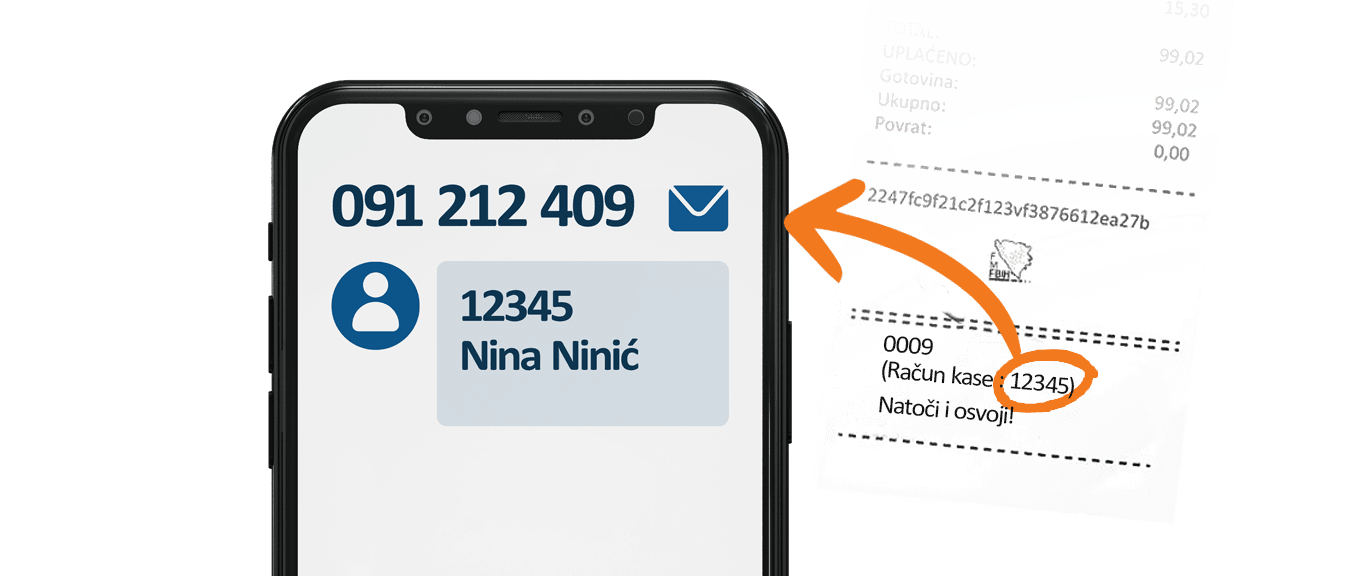 091 212 409
12345
Nina Ninić
15,30
TOTAL:
UPLAĆENO: 99,02
Gotovina:
Ukupno: 99,02
Povrat: 99,02
0,00
2247fc9f21c2f123vf3876612ea27b
F
M
FBIH
0009
(Račun kase : 12345)
Natoči i osvoji!